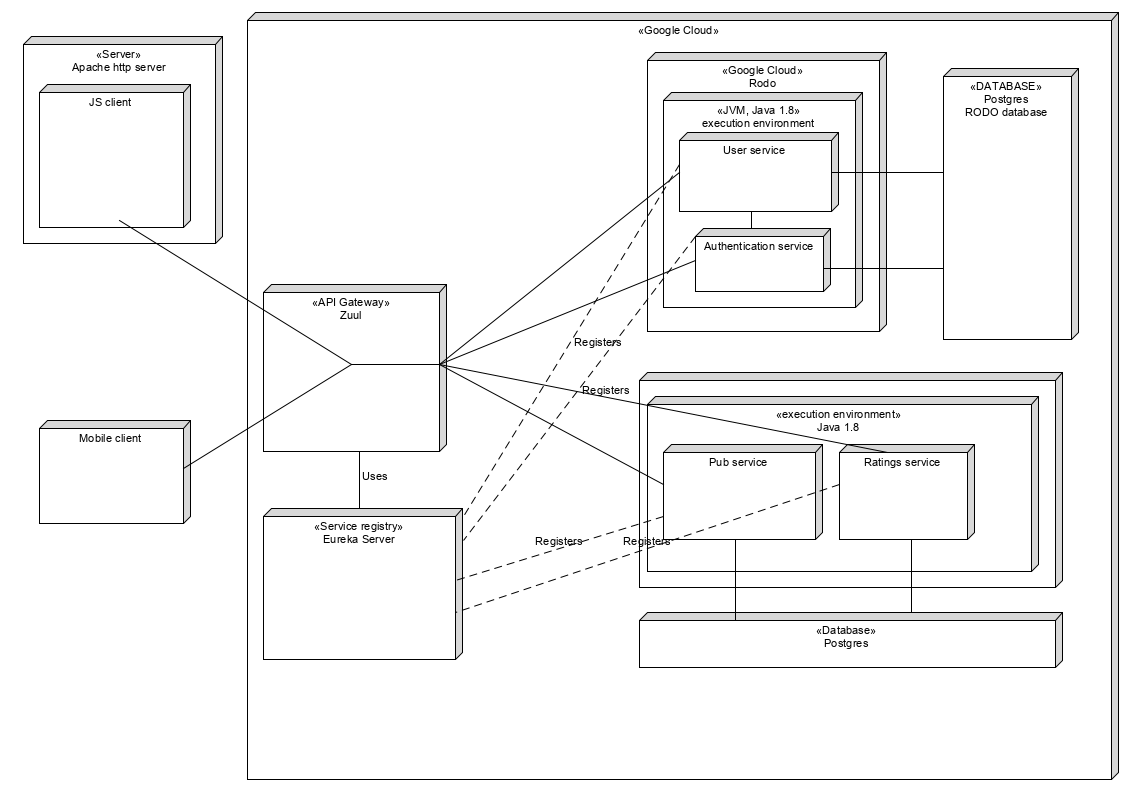 «Google Cloud»
«Server»
Apache http server
JS client
«Google Cloud»
Rodo
«JVM, Java 1.8»
execution environment
User service
Authentication service
«DATABASE»
Postgres
RODO database
«API Gateway»
Zuul
Registers
Registers
Mobile client
Uses
«execution environment»
Java 1.8
Pub service
Ratings service
«Service registry»
Eureka Server
Registers
Registers
«Database»
Postgres